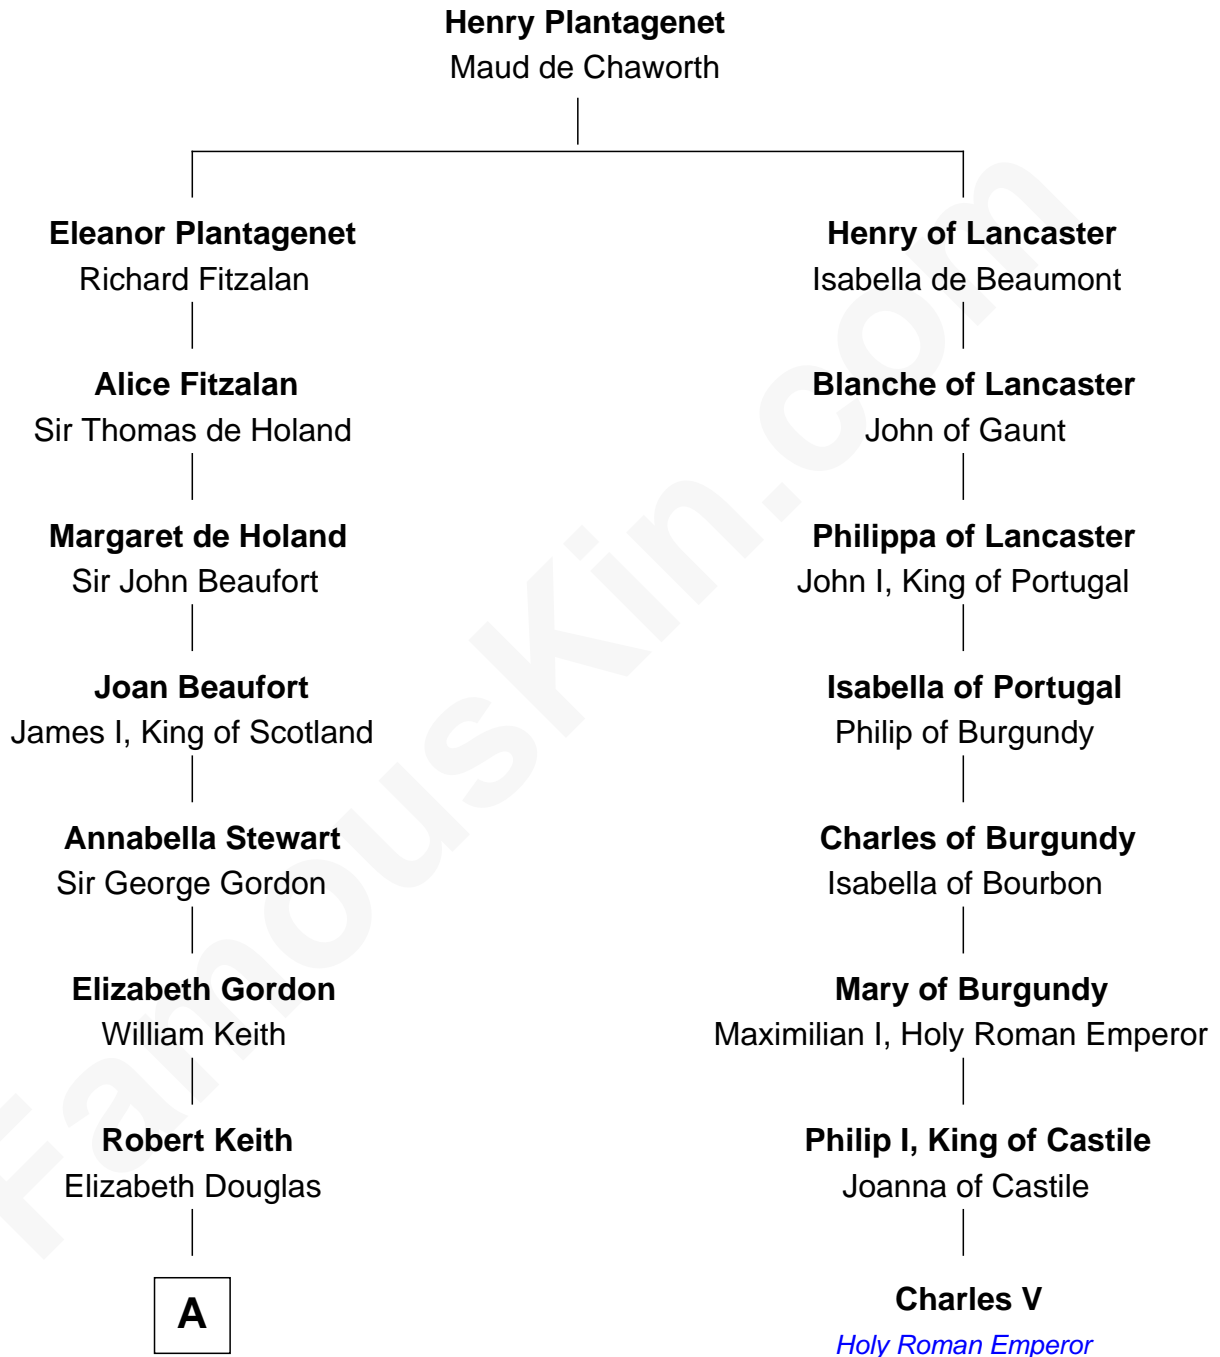 Henry Plantagenet
Maud de Chaworth
Eleanor Plantagenet
Richard Fitzalan
Henry of Lancaster
Isabella de Beaumont
Alice Fitzalan
Sir Thomas de Holand
Blanche of Lancaster
John of Gaunt
Margaret de Holand
Sir John Beaufort
Philippa of Lancaster
John I, King of Portugal
Joan Beaufort
James I, King of Scotland
Isabella of Portugal
Philip of Burgundy
Annabella Stewart
Sir George Gordon
Charles of Burgundy
Isabella of Bourbon
Elizabeth Gordon
William Keith
Mary of Burgundy
Maximilian I, Holy Roman Emperor
Robert Keith
Elizabeth Douglas
Philip I, King of Castile
Joanna of Castile
A
Charles V
Holy Roman Emperor
FamousKin.com